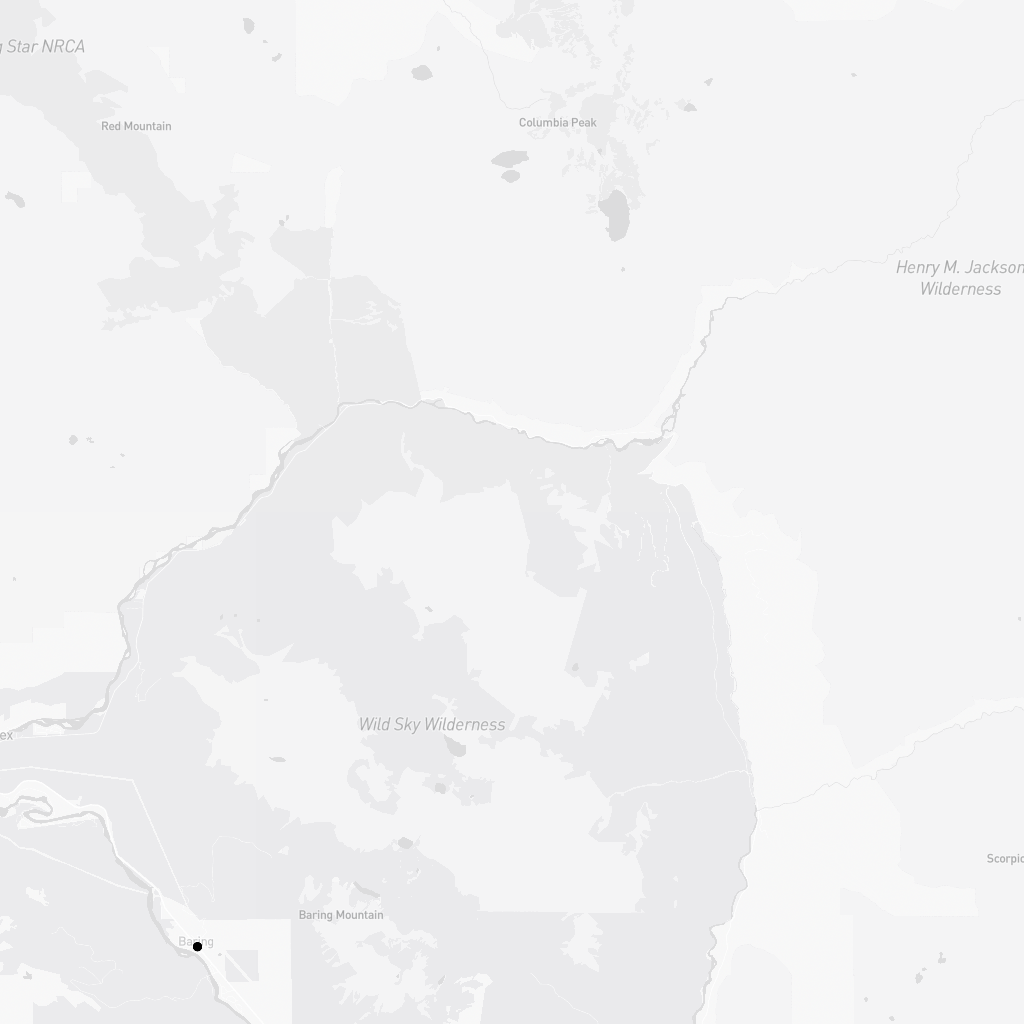 g Star NRCA
Columbia Peak
Red Mountain
Henry M. Jackson
Wilderness
Wild Sky Wilderness
ex
Scorpio
Baring Mountain
Baring